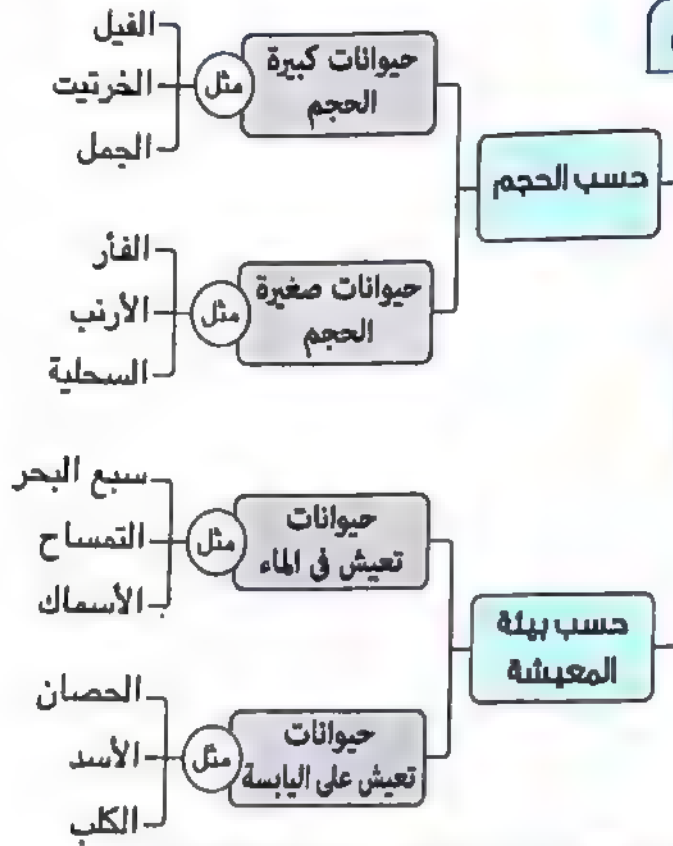 حسب الحجم
حيوانات كبيرة
الحجم
مثل
الفيل
الخرتيت
الجمل
حيوانات صغيرة
الحجم
مثل
الفأر
الأرنب
السحلية
حسب بيئة
المعيشة
حيوانات
تعيش فى الماء
مثل
سبع البحر
التمساح
الأسماك
حيوانات
تعيش على اليابسة
مثل
الحصان
الأسد
الكلب